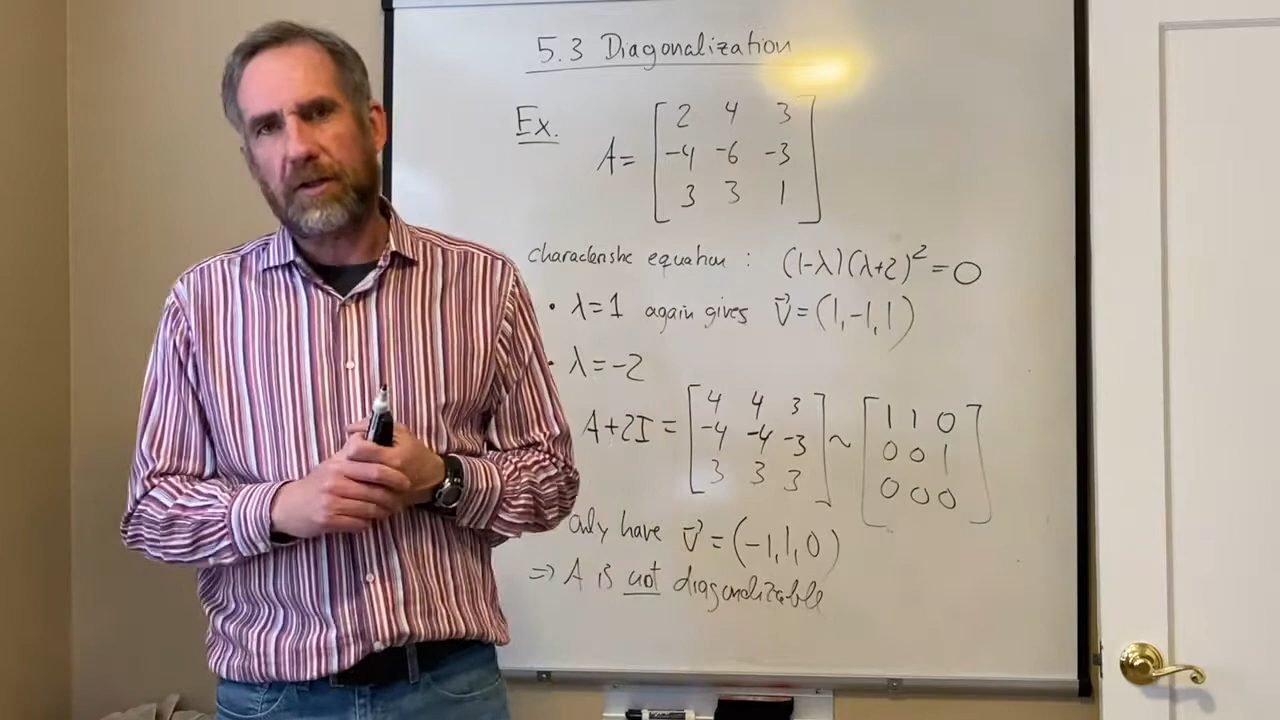 5.3 Diagonalization
Ex.
A = [ 2 4 3
-4 -6 -3
3 3 1 ]
characteristic equation : (1-λ)(λ+2)² = 0
• λ=1 again gives v⃗ = (1,-1,1)
• λ=-2
A+2I = [ 4 4 3
-4 -4 -3
3 3 3 ] ~ [ 1 1 0
0 0 1
0 0 0 ]
Only have v⃗ = (-1,1,0)
⇒ A is not diagonalizable